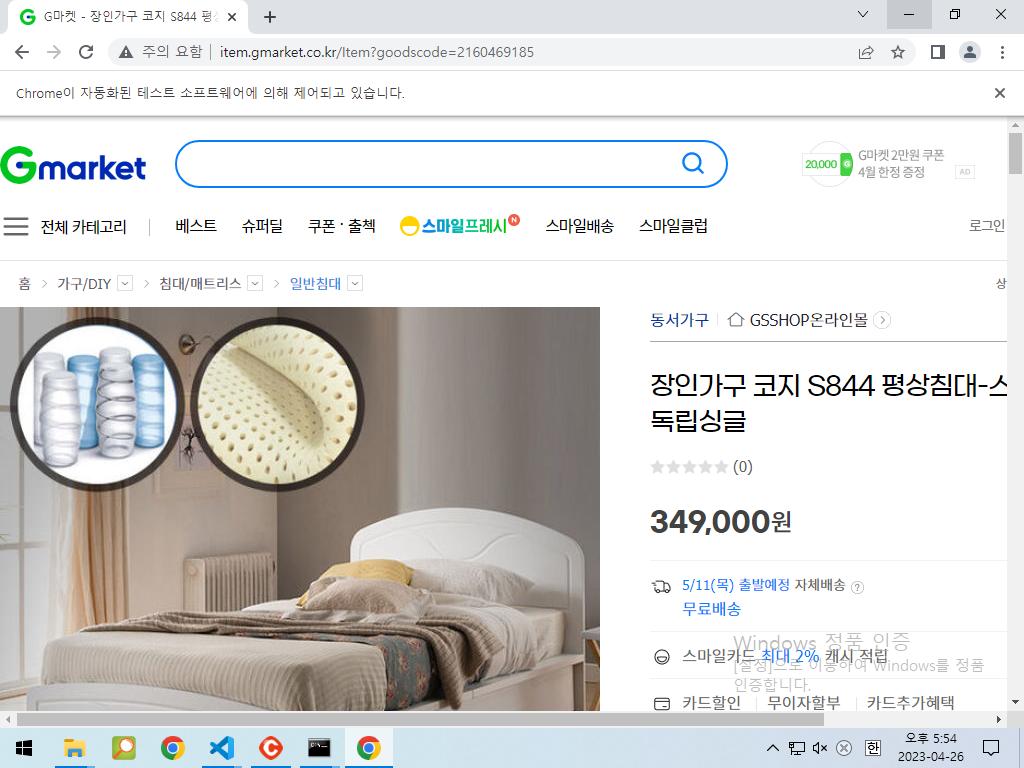 G마켓 - 장인가구 코지 S844 평상
주의 요함
item.gmarket.co.kr/Item?goodscode=2160469185
Chrome이 자동화된 테스트 소프트웨어에 의해 제어되고 있습니다.
Gmarket
20,000
G마켓 2만원 쿠폰
4월 한정 증정
AD
전체 카테고리
베스트
슈퍼딜
쿠폰 · 출첵
스마일프레시
N
스마일배송
스마일클럽
로그인
홈
가구/DIY
침대/매트리스
일반침대
상
동서가구
GSSHOP온라인몰
장인가구 코지 S844 평상침대-스
독립싱글
(0)
349,000원
5/11(목) 출발예정 자체배송 ?
무료배송
Windows 정품 인증
스마일카드 최대 2% 캐시 적립
[설정]으로 이동하여 Windows를 정품
인증합니다.
카드할인
무이자할부
카드추가혜택
한
오후 5:54
2023-04-26